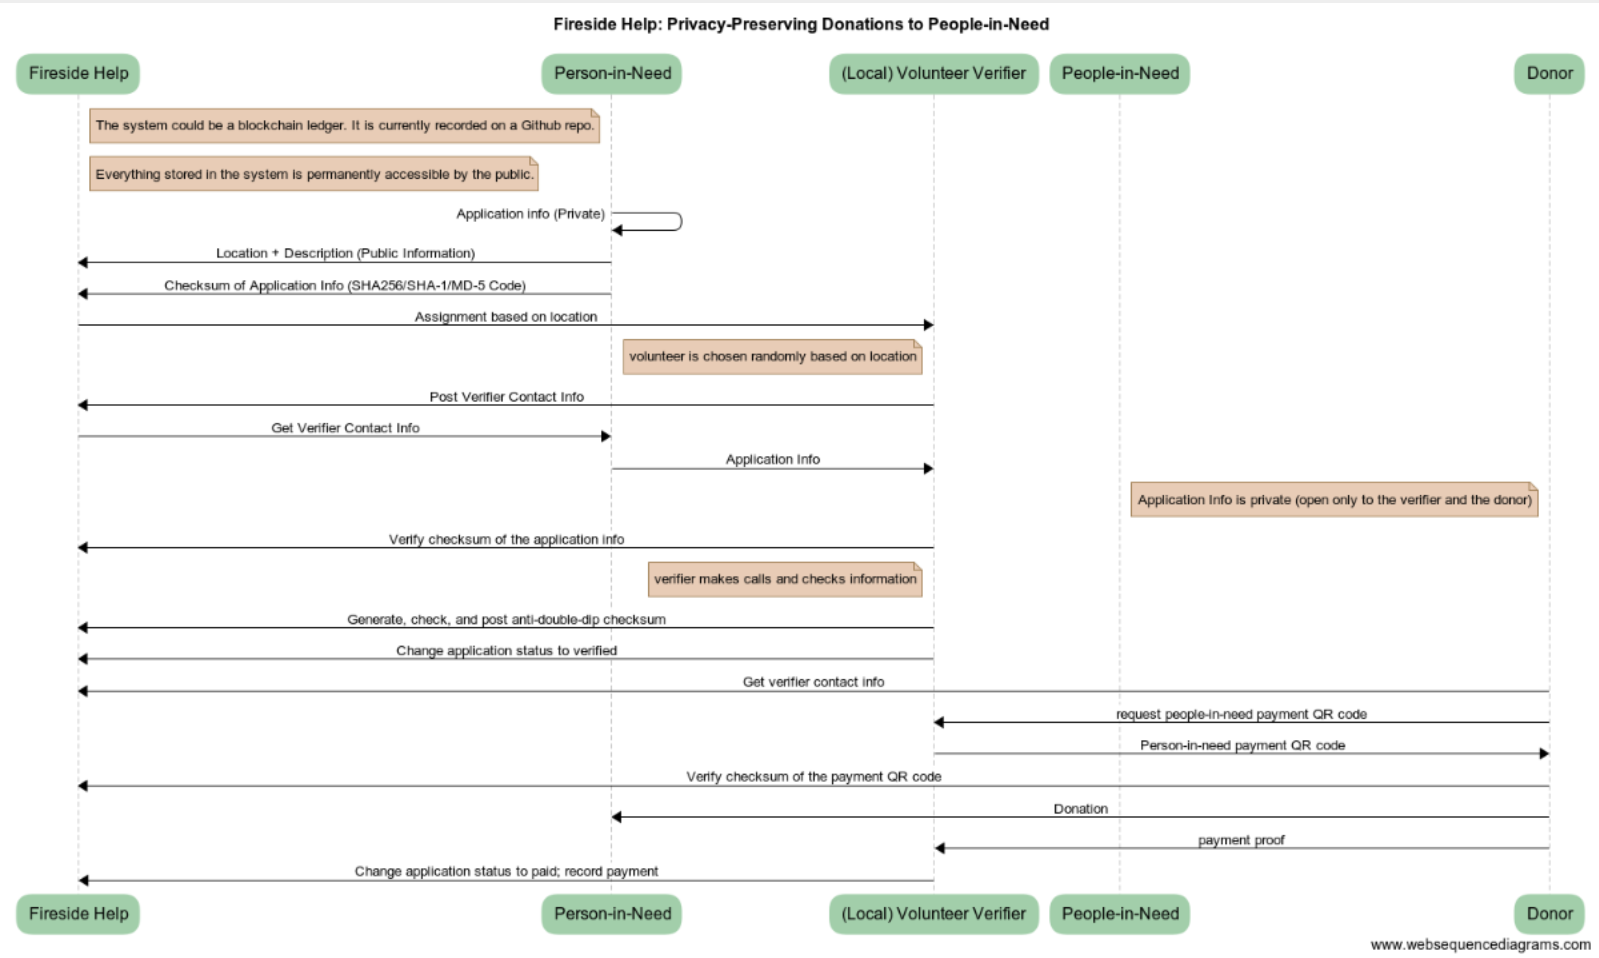 Fireside Help: Privacy-Preserving Donations to People-in-Need
Fireside Help
Person-in-Need
(Local) Volunteer Verifier
People-in-Need
Donor
The system could be a blockchain ledger. It is currently recorded on a Github repo.
Everything stored in the system is permanently accessible by the public.
Application info (Private)
Location + Description (Public Information)
Checksum of Application Info (SHA256/SHA-1/MD-5 Code)
Assignment based on location
volunteer is chosen randomly based on location
Post Verifier Contact Info
Get Verifier Contact Info
Application Info
Application Info is private (open only to the verifier and the donor)
Verify checksum of the application info
verifier makes calls and checks information
Generate, check, and post anti-double-dip checksum
Change application status to verified
Get verifier contact info
request people-in-need payment QR code
Person-in-need payment QR code
Verify checksum of the payment QR code
Donation
payment proof
Change application status to paid; record payment
Fireside Help
Person-in-Need
(Local) Volunteer Verifier
People-in-Need
Donor
www.websequencediagrams.com